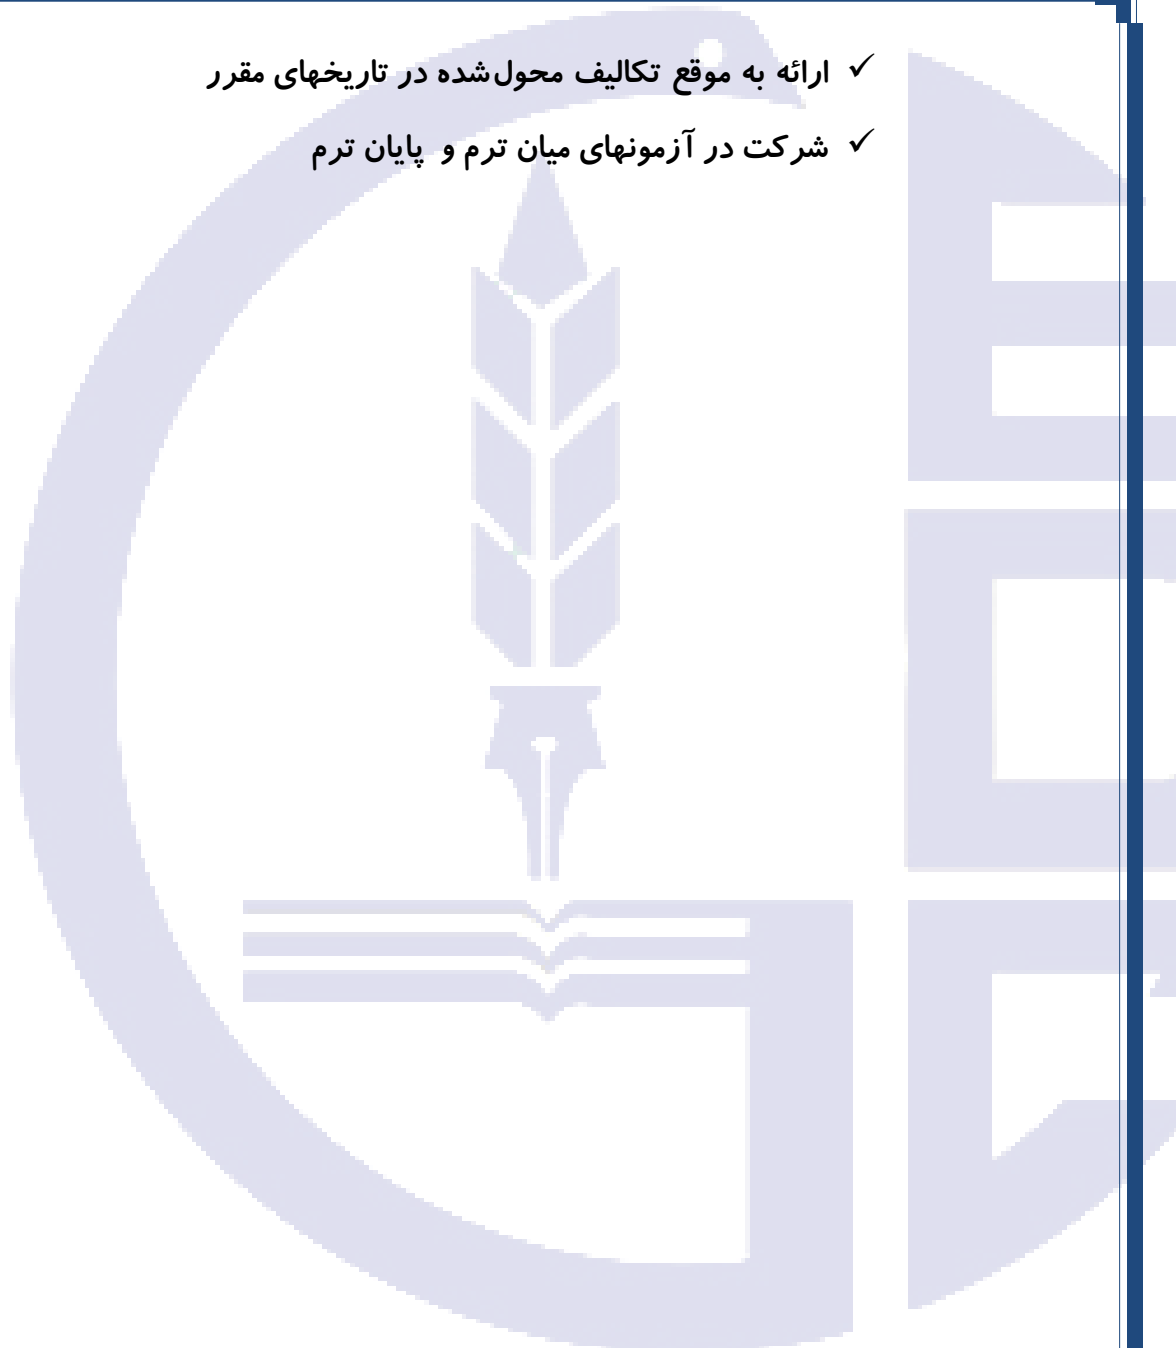 ✓ ارائه به موقع تکالیف محول‌شده در تاریخهای مقرر
✓ شرکت در آزمونهای میان ترم و پایان ترم